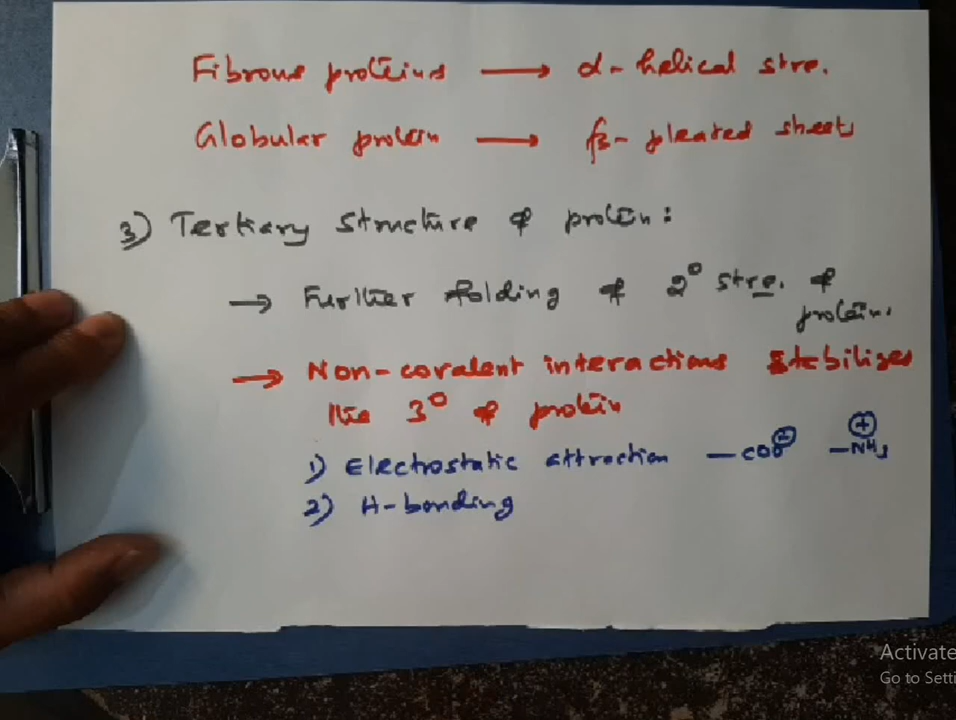 Fibrous proteins → α-helical stre.
Globular protein → β-pleated sheets
3) Tertiary structure of protein:
→ Further folding of 2° stre. of
protein.
→ Non-covalent interactions stabilizes
the 3° of protein
1) Electrostatic attraction —COO⊖ —NH₃⊕
2) H-bonding
Activate
Go to Setti